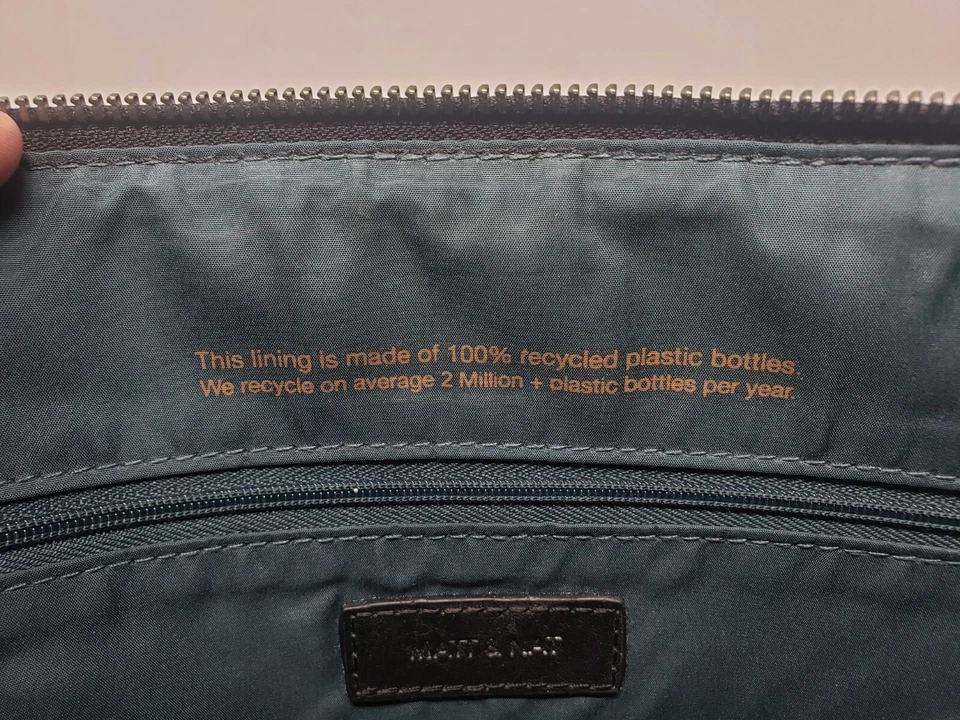 This lining is made of 100% recycled plastic bottles.
We recycle on average 2 Million + plastic bottles per year.
MATT & NAT